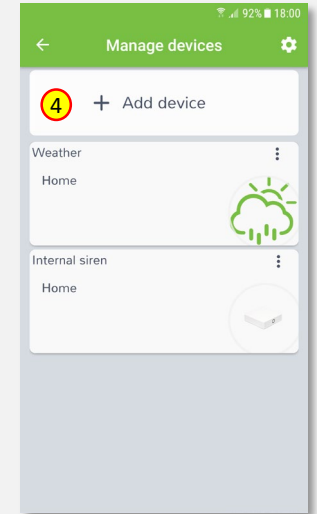 92% 18:00
Manage devices
4 + Add device
Weather
Home
Internal siren
Home